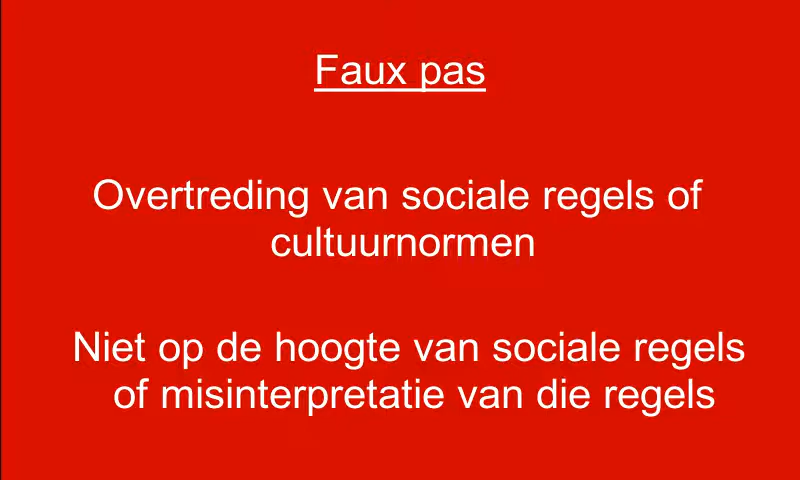 Faux pas
Overtreding van sociale regels of
cultuurnormen
Niet op de hoogte van sociale regels
of misinterpretatie van die regels